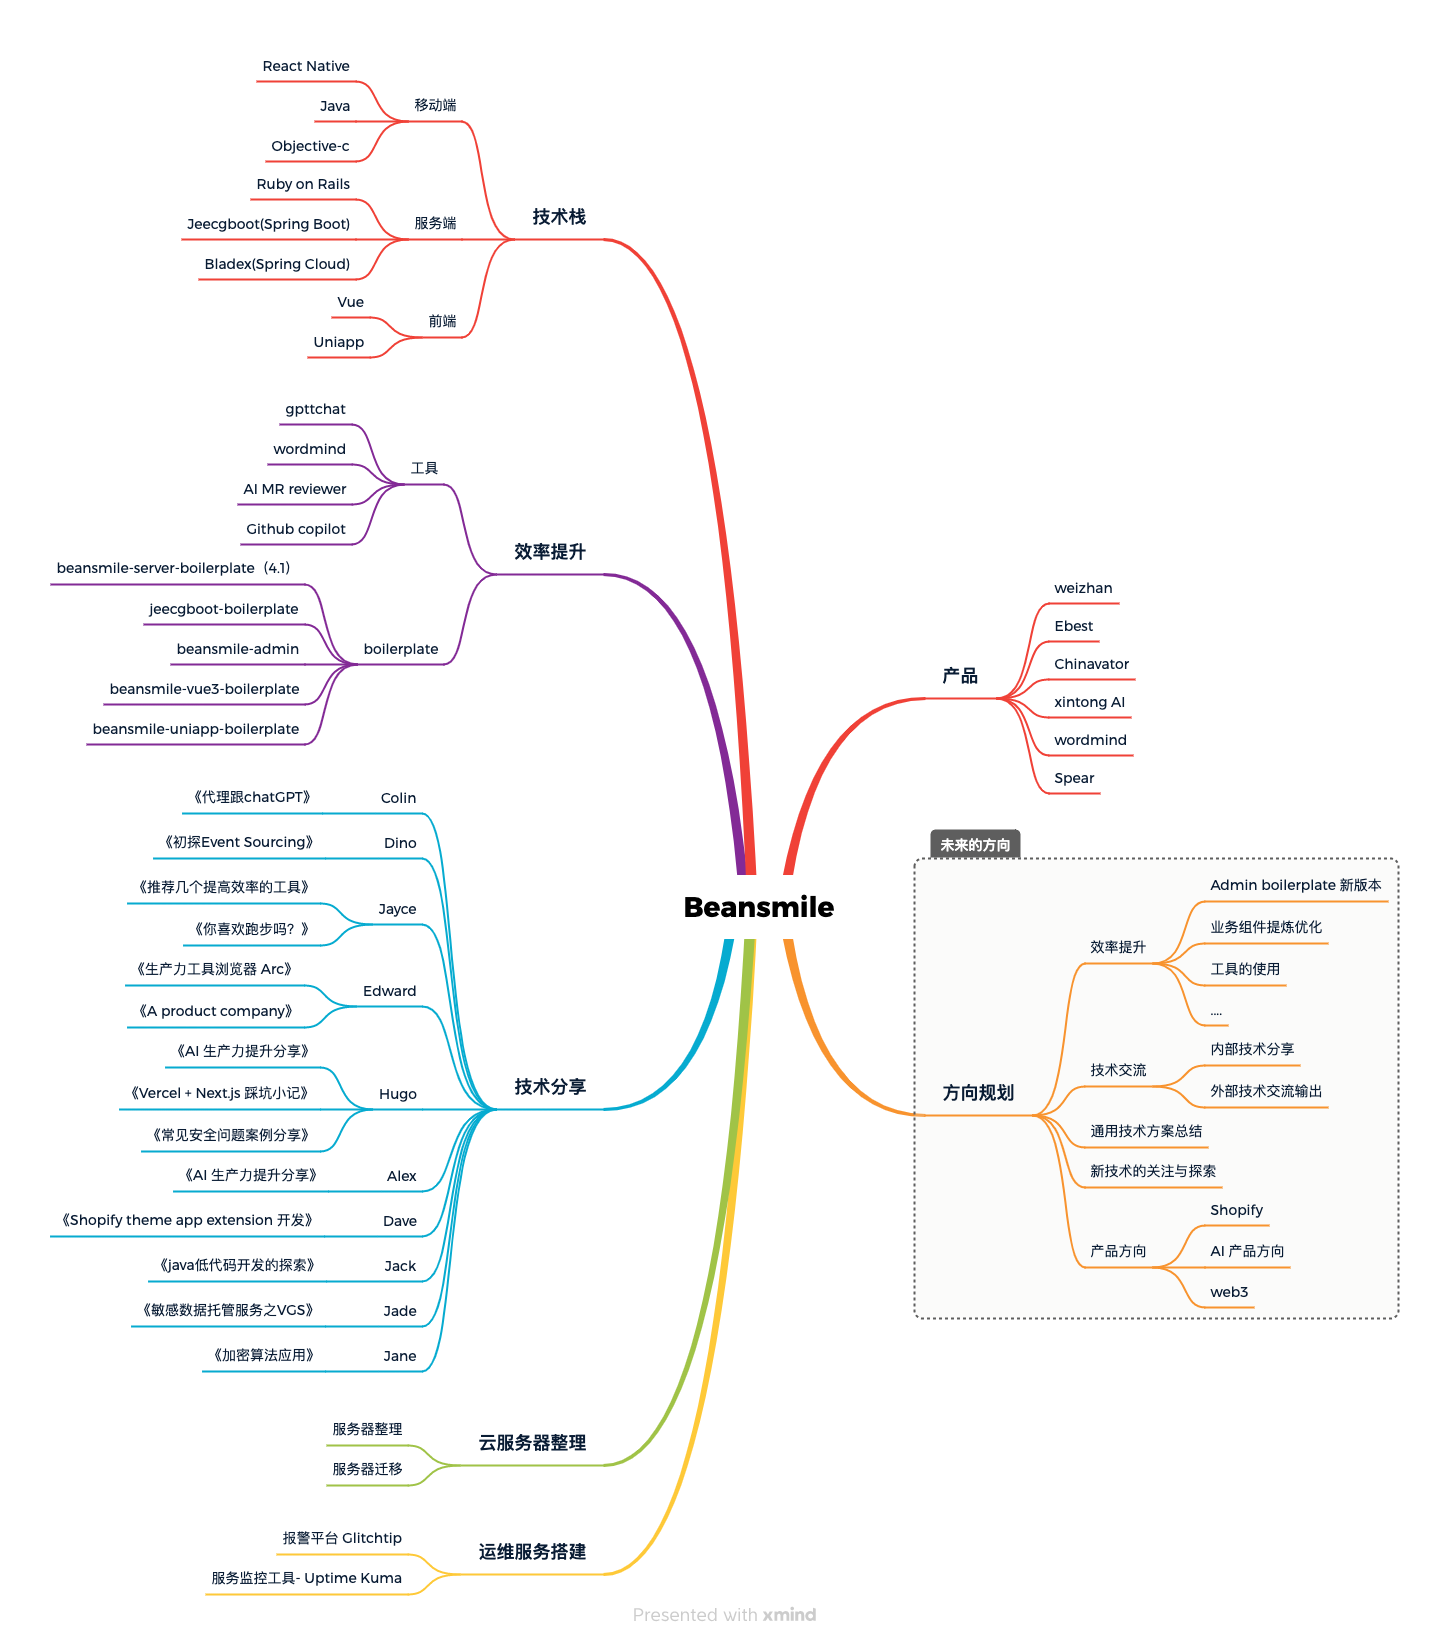 Beansmile
技术栈
移动端
React Native
Java
Objective-c
服务端
Ruby on Rails
Jeecgboot(Spring Boot)
Bladex(Spring Cloud)
前端
Vue
Uniapp
效率提升
工具
gpttchat
wordmind
AI MR reviewer
Github copilot
boilerplate
beansmile-server-boilerplate（4.1）
jeecgboot-boilerplate
beansmile-admin
beansmile-vue3-boilerplate
beansmile-uniapp-boilerplate
技术分享
Colin
《代理跟chatGPT》
Dino
《初探Event Sourcing》
Jayce
《推荐几个提高效率的工具》
《你喜欢跑步吗？》
Edward
《生产力工具浏览器 Arc》
《A product company》
Hugo
《AI 生产力提升分享》
《Vercel + Next.js 踩坑小记》
《常见安全问题案例分享》
Alex
《AI 生产力提升分享》
Dave
《Shopify theme app extension 开发》
Jack
《java低代码开发的探索》
Jade
《敏感数据托管服务之VGS》
Jane
《加密算法应用》
云服务器整理
服务器整理
服务器迁移
运维服务搭建
报警平台 Glitchtip
服务监控工具- Uptime Kuma
产品
weizhan
Ebest
Chinavator
xintong AI
wordmind
Spear
未来的方向
方向规划
效率提升
Admin boilerplate 新版本
业务组件提炼优化
工具的使用
....
技术交流
内部技术分享
外部技术交流输出
通用技术方案总结
新技术的关注与探索
产品方向
Shopify
AI 产品方向
web3
Presented with xmind